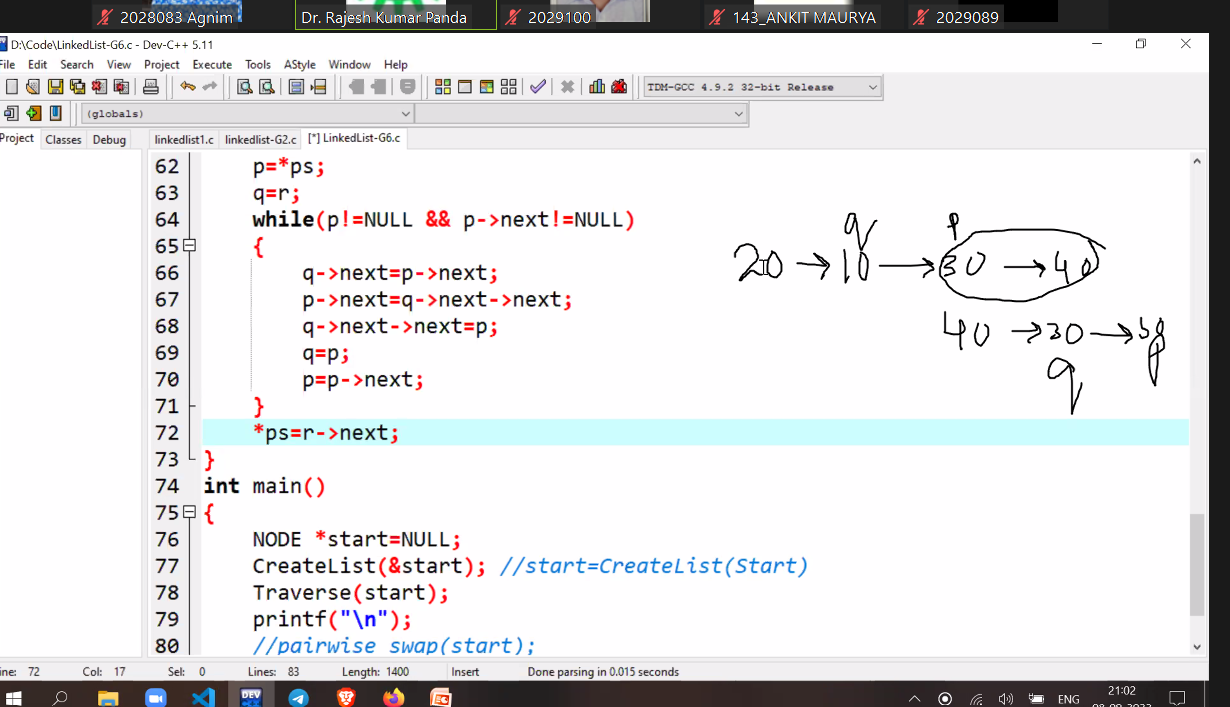 2028083 Agnim
Dr. Rajesh Kumar Panda
2029100
143_ANKIT MAURYA
2029089
D:\Code\LinkedList-G6.c - Dev-C++ 5.11
File Edit Search View Project Execute Tools AStyle Window Help
TDM-GCC 4.9.2 32-bit Release
(globals)
Project Classes Debug
linkedlist1.c linkedlist-G2.c [*] LinkedList-G6.c
62 p=*ps;
63 q=r;
64 while(p!=NULL && p->next!=NULL)
65 {
66 q->next=p->next;
67 p->next=q->next->next;
68 q->next->next=p;
69 q=p;
70 p=p->next;
71 }
72 *ps=r->next;
73 }
74 int main()
75 {
76 NODE *start=NULL;
77 CreateList(&start); //start=CreateList(Start)
78 Traverse(start);
79 printf("\n");
80 //pairwise swap(start);
q p
20 → 10 → 30 → 40
40 → 30 →
q p
ine: 72 Col: 17 Sel: 0 Lines: 83 Length: 1400 Insert Done parsing in 0.015 seconds
DEV
ENG
21:02